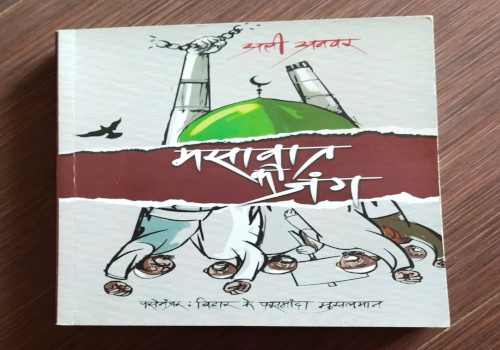 अली अनवर
मसावात
की जंग
पसेमंज़र : बिहार के पसमांदा मुसलमान